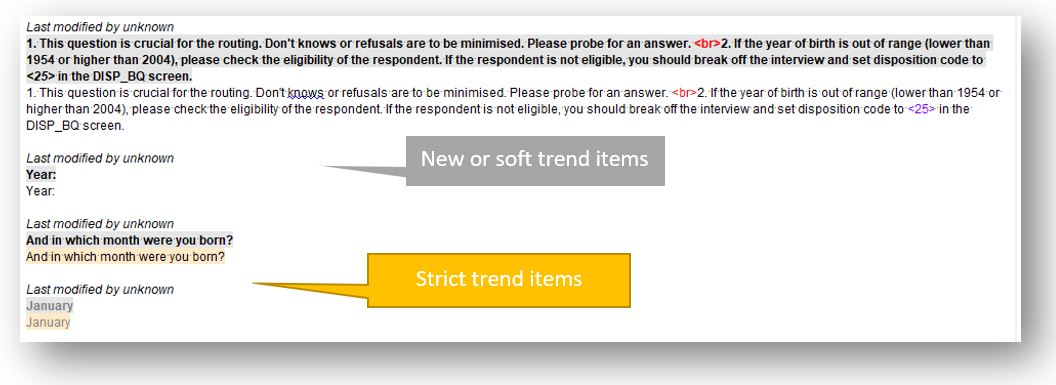 Last modified by unknown
1. This question is crucial for the routing. Don't knows or refusals are to be minimised. Please probe for an answer. <br>2. If the year of birth is out of range (lower than
1954 or higher than 2004), please check the eligibility of the respondent. If the respondent is not eligible, you should break off the interview and set disposition code to
<25> in the DISP_BQ screen.
1. This question is crucial for the routing. Don't knows or refusals are to be minimised. Please probe for an answer. <br>2. If the year of birth is out of range (lower than 1954 or
higher than 2004), please check the eligibility of the respondent. If the respondent is not eligible, you should break off the interview and set disposition code to <25> in the
DISP_BQ screen.
Last modified by unknown
New or soft trend items
Year:
Year:
Last modified by unknown
And in which month were you born?
And in which month were you born?
Strict trend items
Last modified by unknown
January
January